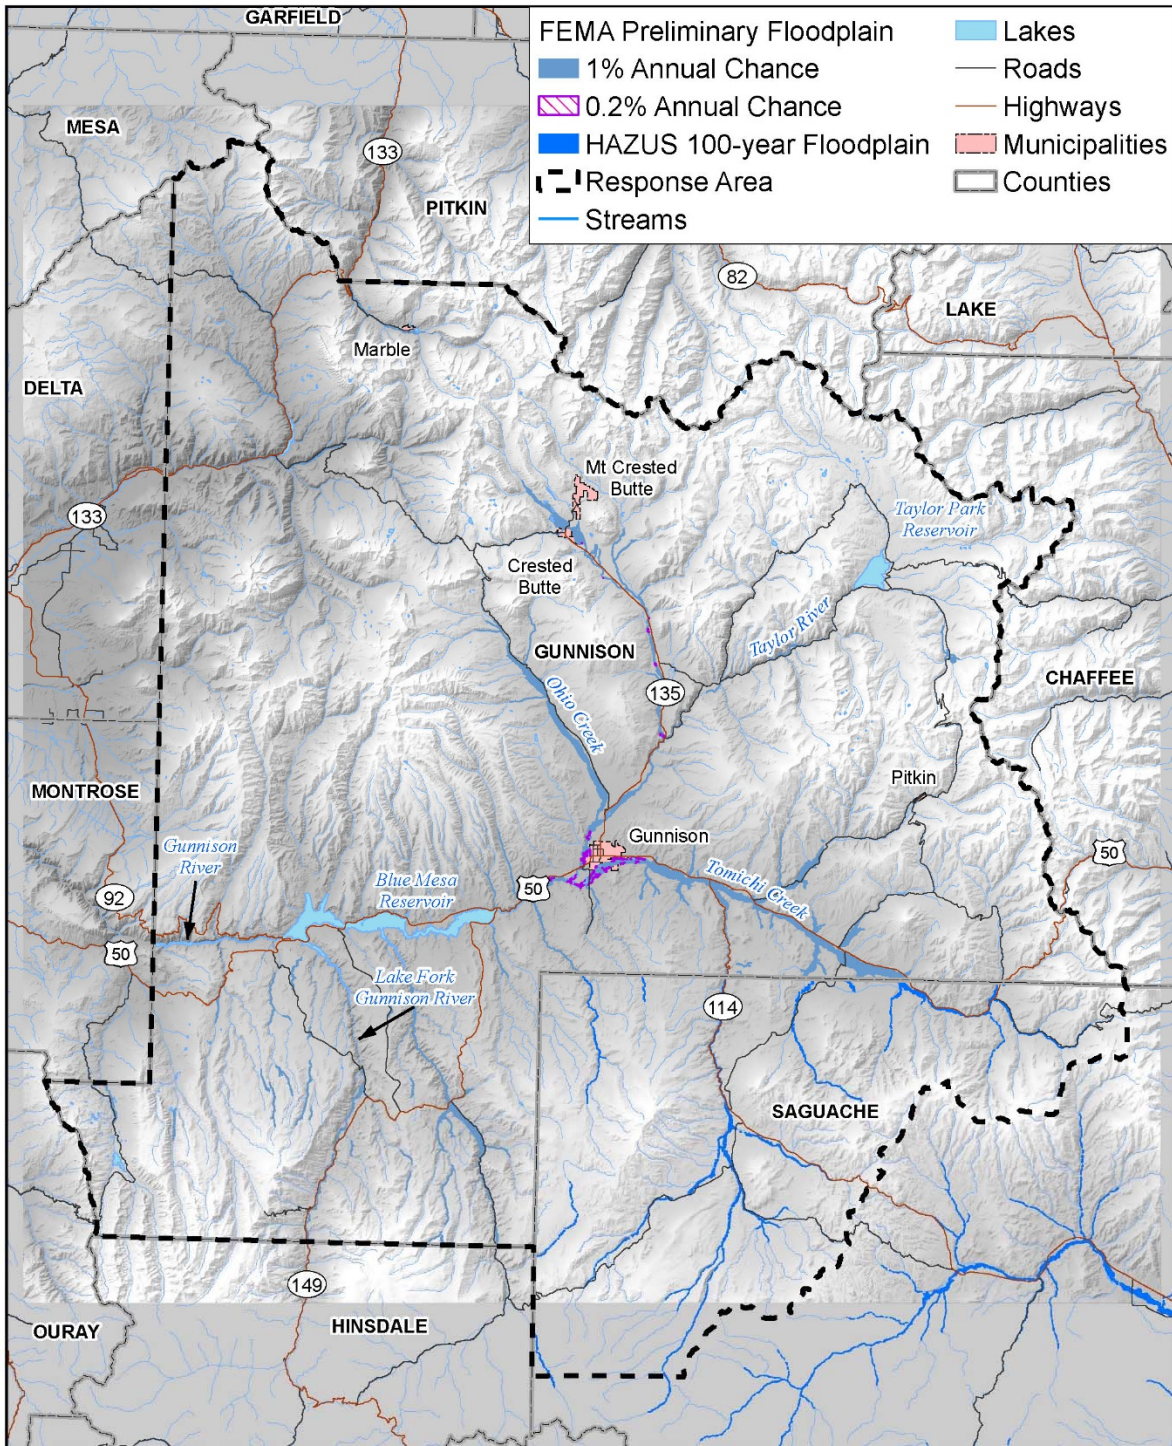 GARFIELD
FEMA Preliminary Floodplain
1% Annual Chance
0.2% Annual Chance
HAZUS 100-year Floodplain
Response Area
Streams
Lakes
Roads
Highways
Municipalities
Counties
MESA
133
PITKIN
82
LAKE
Marble
DELTA
Mt Crested
Butte
Taylor Park
Reservoir
133
Crested
Butte
Taylor River
GUNNISON
CHAFFEE
135
Ohio Creek
MONTROSE
Pitkin
Gunnison
River
Gunnison
50
Blue Mesa
Reservoir
50
Tomichi Creek
92
50
Lake Fork
Gunnison River
114
SAGUACHE
149
OURAY
HINSDALE